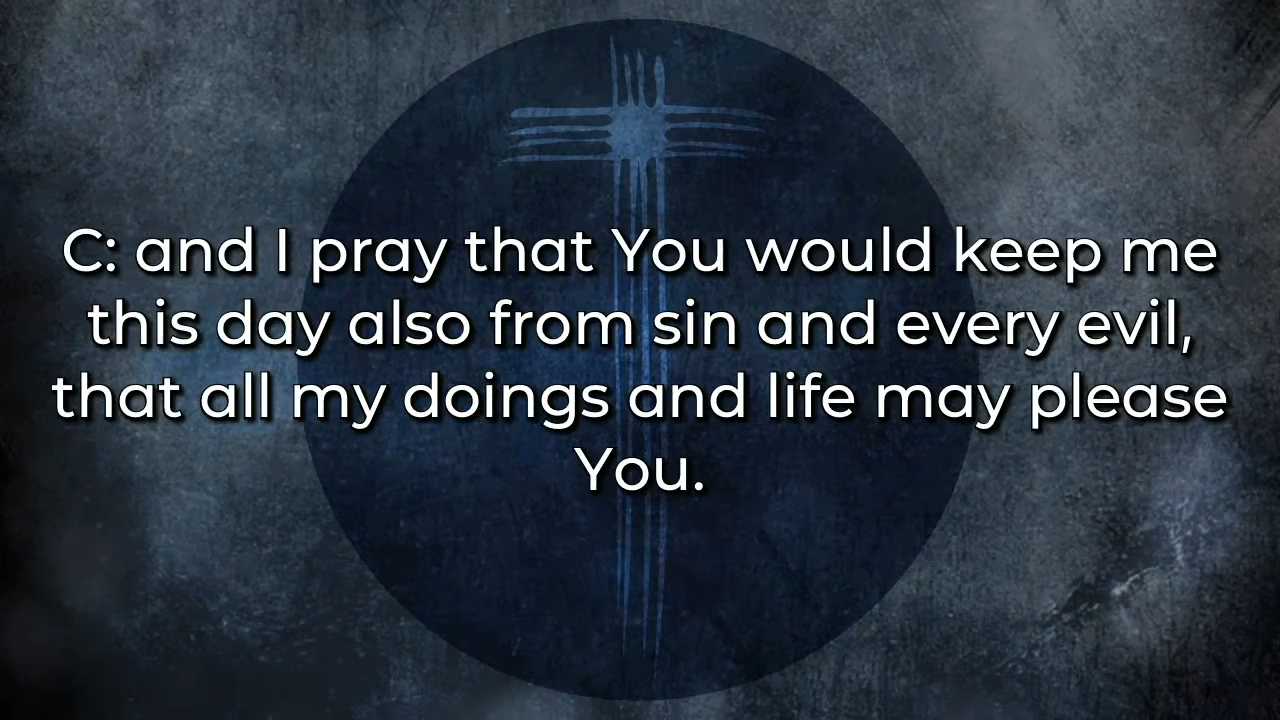 C: and I pray that You would keep me
this day also from sin and every evil,
that all my doings and life may please
You.